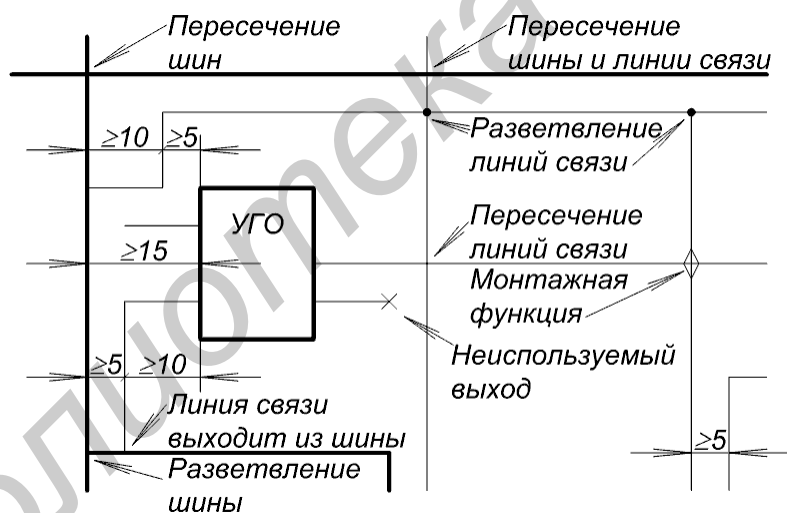 Пересечение
шин
Пересечение
шины и линии связи
≥10
≥5
Разветвление
линий связи
УГО
Пересечение
линий связи
≥15
Монтажная
функция
Неиспользуемый
выход
≥5
≥10
Линия связи
выходит из шины
≥5
Разветвление
шины